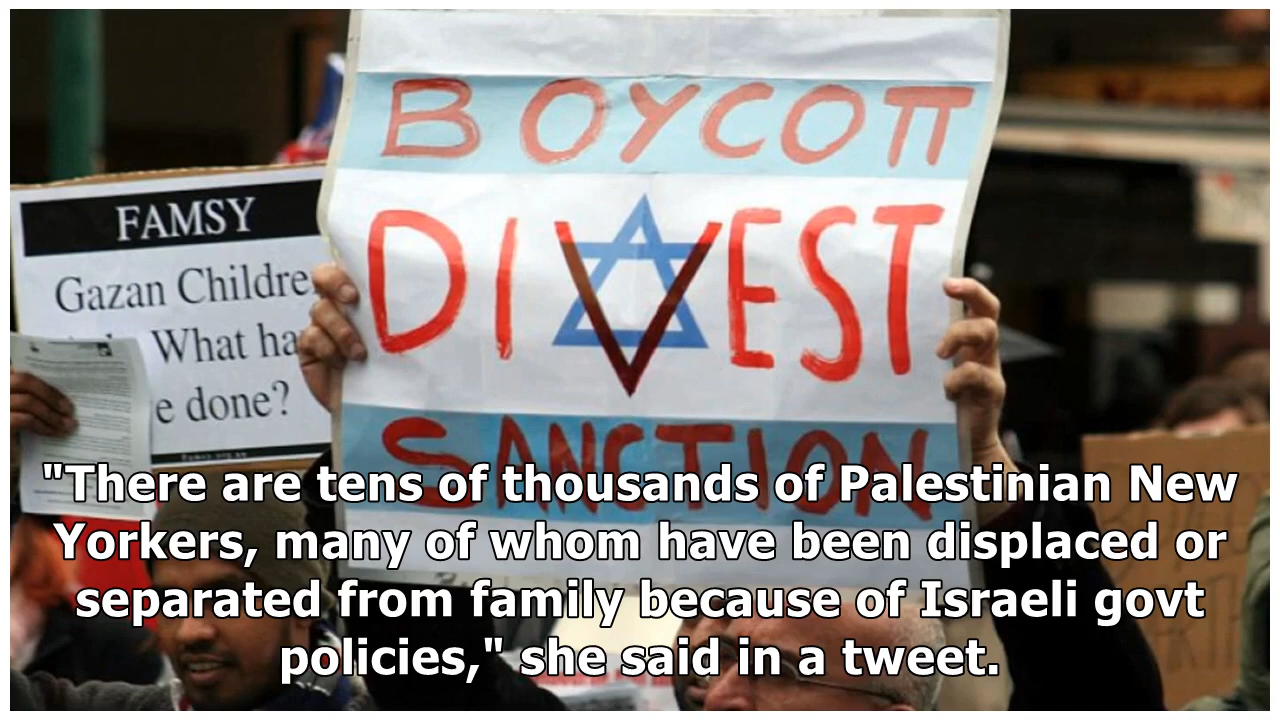 BOYCOTT
DIVEST
SANCTION
FAMSY
Gazan Childre
What ha
e done?
"There are tens of thousands of Palestinian New
Yorkers, many of whom have been displaced or
separated from family because of Israeli govt
policies," she said in a tweet.